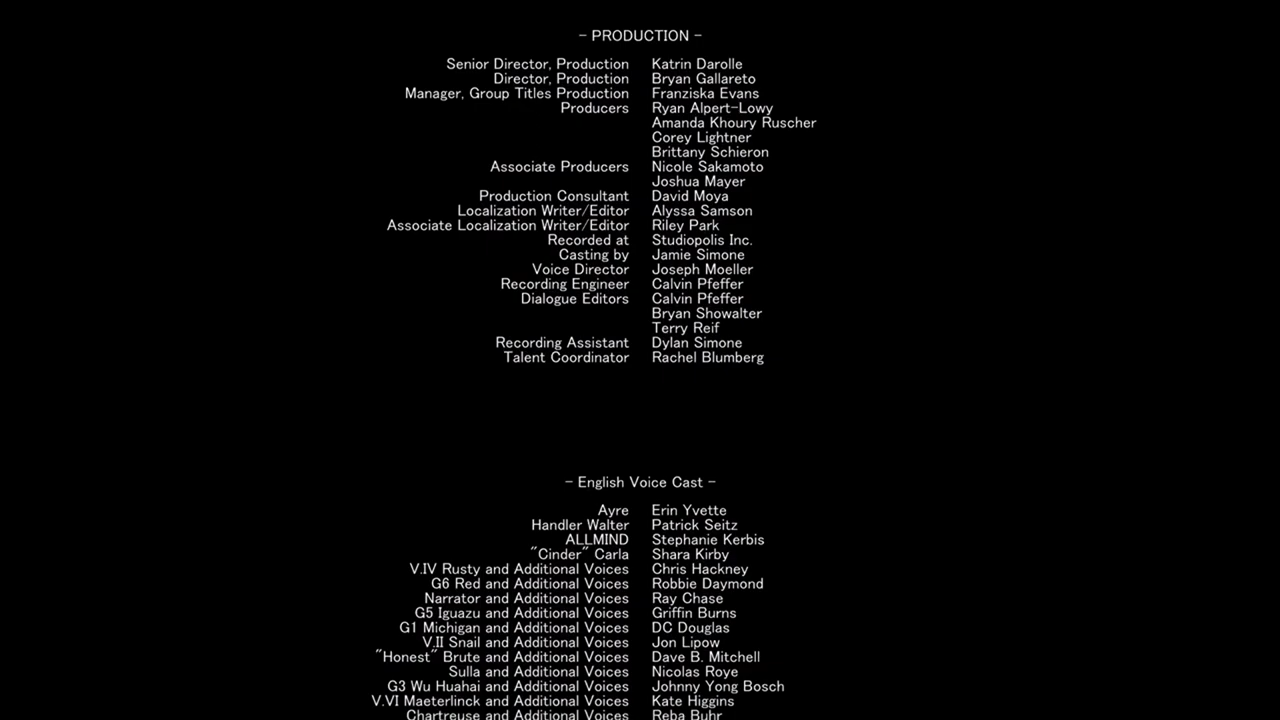 - PRODUCTION -
Senior Director, Production Katrin Darolle
Director, Production Bryan Gallareto
Manager, Group Titles Production Franziska Evans
Producers Ryan Alpert-Lowy
Amanda Khoury Ruscher
Corey Lightner
Brittany Schieron
Associate Producers Nicole Sakamoto
Joshua Mayer
Production Consultant David Moya
Localization Writer/Editor Alyssa Samson
Associate Localization Writer/Editor Riley Park
Recorded at Studiopolis Inc.
Casting by Jamie Simone
Voice Director Joseph Moeller
Recording Engineer Calvin Pfeffer
Dialogue Editors Calvin Pfeffer
Bryan Showalter
Terry Reif
Recording Assistant Dylan Simone
Talent Coordinator Rachel Blumberg
- English Voice Cast -
Ayre Erin Yvette
Handler Walter Patrick Seitz
ALLMIND Stephanie Kerbis
"Cinder" Carla Shara Kirby
V.IV Rusty and Additional Voices Chris Hackney
G6 Red and Additional Voices Robbie Daymond
Narrator and Additional Voices Ray Chase
G5 Iguazu and Additional Voices Griffin Burns
G1 Michigan and Additional Voices DC Douglas
V.II Snail and Additional Voices Jon Lipow
"Honest" Brute and Additional Voices Dave B. Mitchell
Sulla and Additional Voices Nicolas Roye
G3 Wu Huahai and Additional Voices Johnny Yong Bosch
V.VI Maeterlinck and Additional Voices Kate Higgins
Chartreuse and Additional Voices Reba Buhr